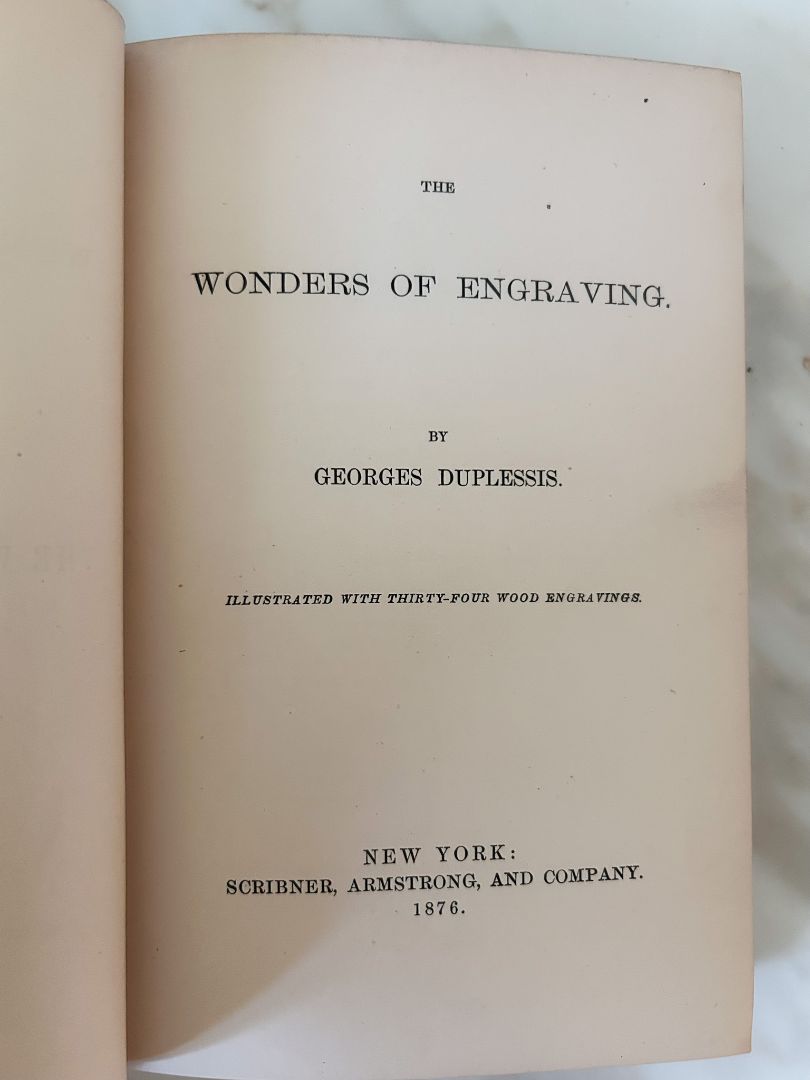 THE
WONDERS OF ENGRAVING.
BY
GEORGES DUPLESSIS.
ILLUSTRATED WITH THIRTY-FOUR WOOD ENGRAVINGS.
NEW YORK:
SCRIBNER, ARMSTRONG, AND COMPANY.
1876.